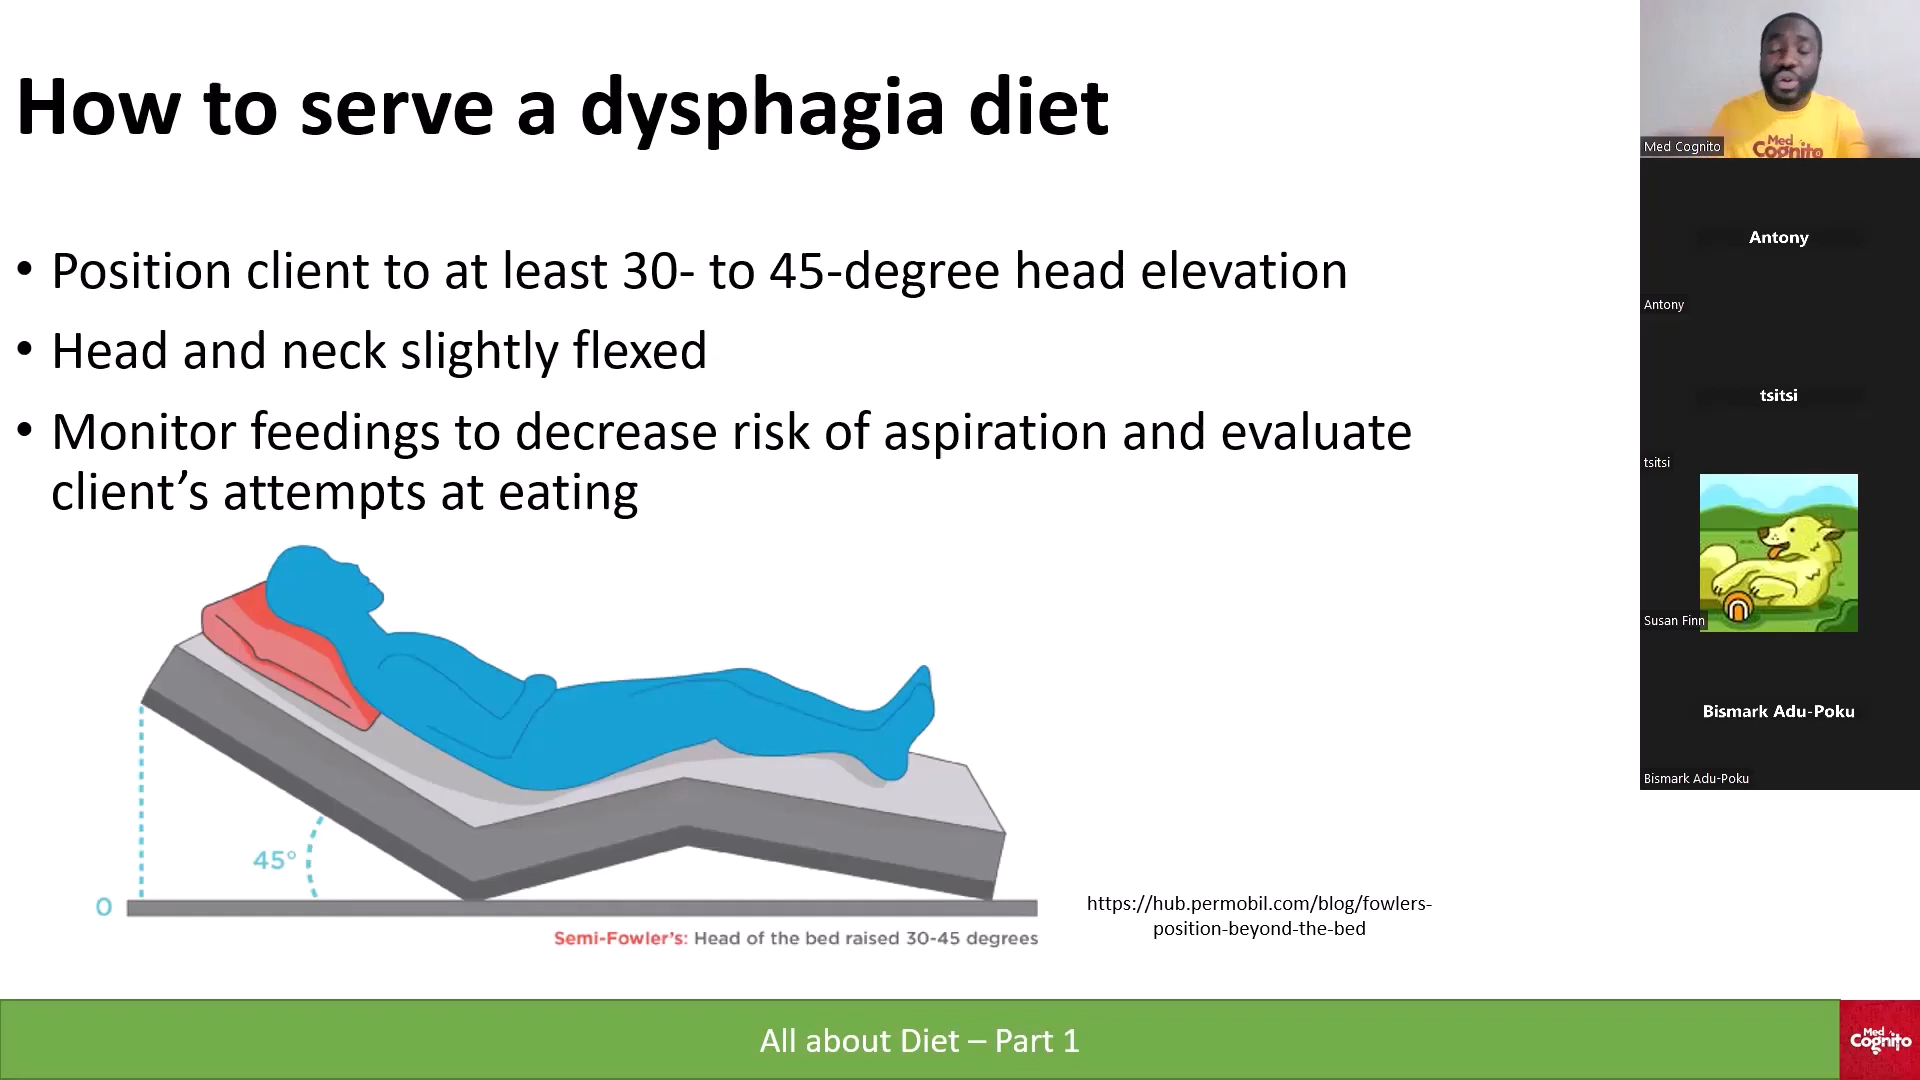 How to serve a dysphagia diet
• Position client to at least 30- to 45-degree head elevation
• Head and neck slightly flexed
• Monitor feedings to decrease risk of aspiration and evaluate
client’s attempts at eating
45°
0
Semi-Fowler's: Head of the bed raised 30-45 degrees
https://hub.permobil.com/blog/fowlers-
position-beyond-the-bed
All about Diet – Part 1
Med
Cognito
Med
Cognito
Med Cognito
Antony
Antony
tsitsi
tsitsi
Susan Finn
Bismark Adu-Poku
Bismark Adu-Poku